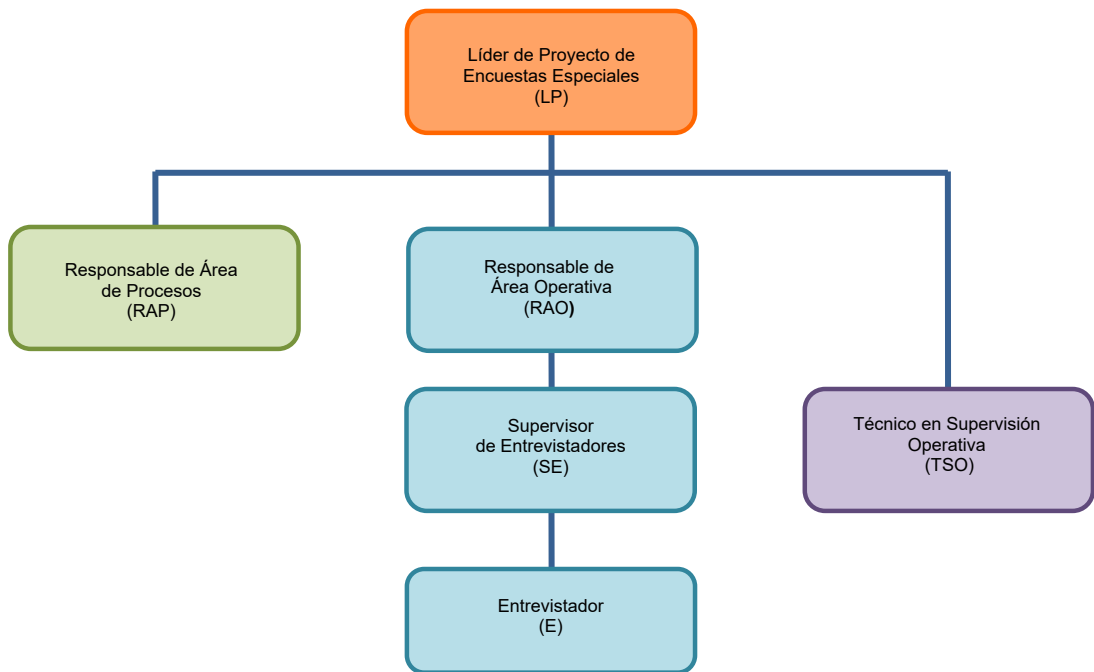 Líder de Proyecto de
Encuestas Especiales
(LP)
Responsable de Área
de Procesos
(RAP)
Responsable de
Área Operativa
(RAO)
Supervisor
de Entrevistadores
(SE)
Técnico en Supervisión
Operativa
(TSO)
Entrevistador
(E)